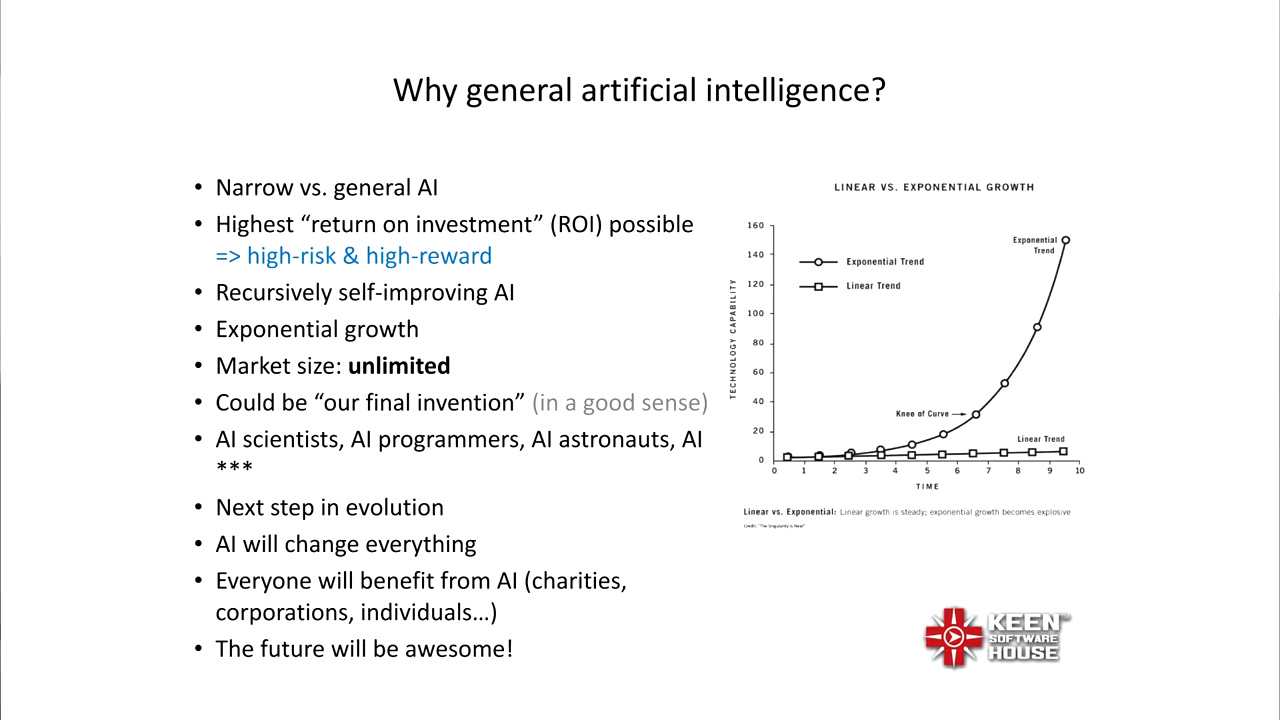 Why general artificial intelligence?
• Narrow vs. general AI
• Highest “return on investment” (ROI) possible
=> high-risk & high-reward
• Recursively self-improving AI
• Exponential growth
• Market size: unlimited
• Could be “our final invention” (in a good sense)
• AI scientists, AI programmers, AI astronauts, AI
***
• Next step in evolution
• AI will change everything
• Everyone will benefit from AI (charities,
corporations, individuals…)
• The future will be awesome!
LINEAR VS. EXPONENTIAL GROWTH
TECHNOLOGY CAPABILITY
160
140
120
100
80
60
40
20
0
Exponential Trend
Linear Trend
Exponential
Trend
Knee of Curve
Linear Trend
0 1 2 3 4 5 6 7 8 9 10
TIME
Linear vs. Exponential: Linear growth is steady; exponential growth becomes explosive
Credit: "The Singularity is Near"
KEEN™
SOFTWARE
HOUSE